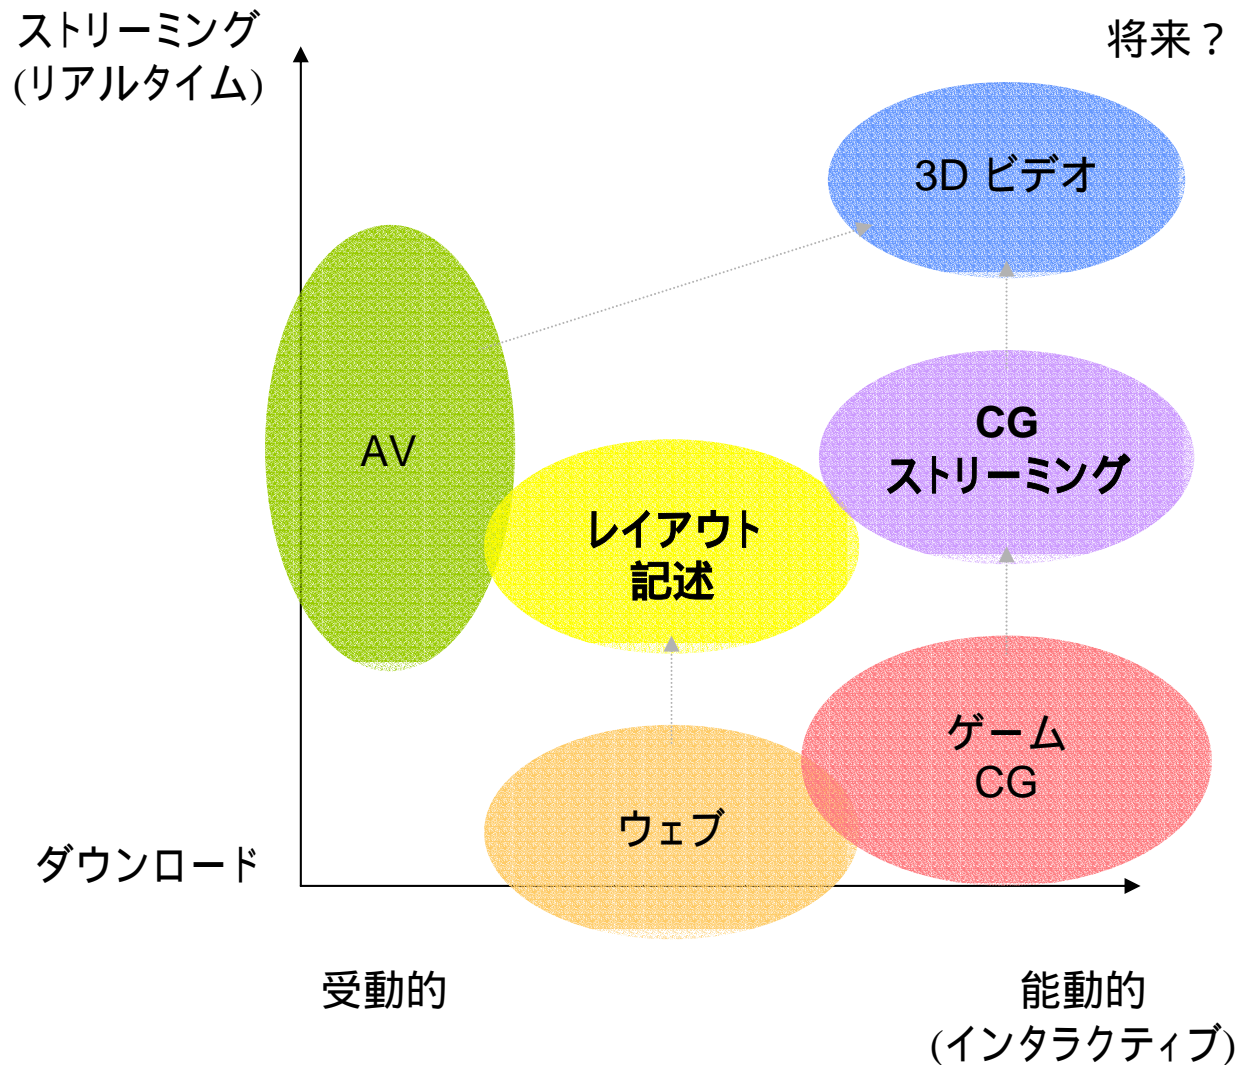 ストリーミング
(リアルタイム)
将来？
3D ビデオ
AV
CG
ストリーミング
レイアウト
記述
ゲーム
CG
ウェブ
ダウンロード
受動的
能動的
(インタラクティブ)